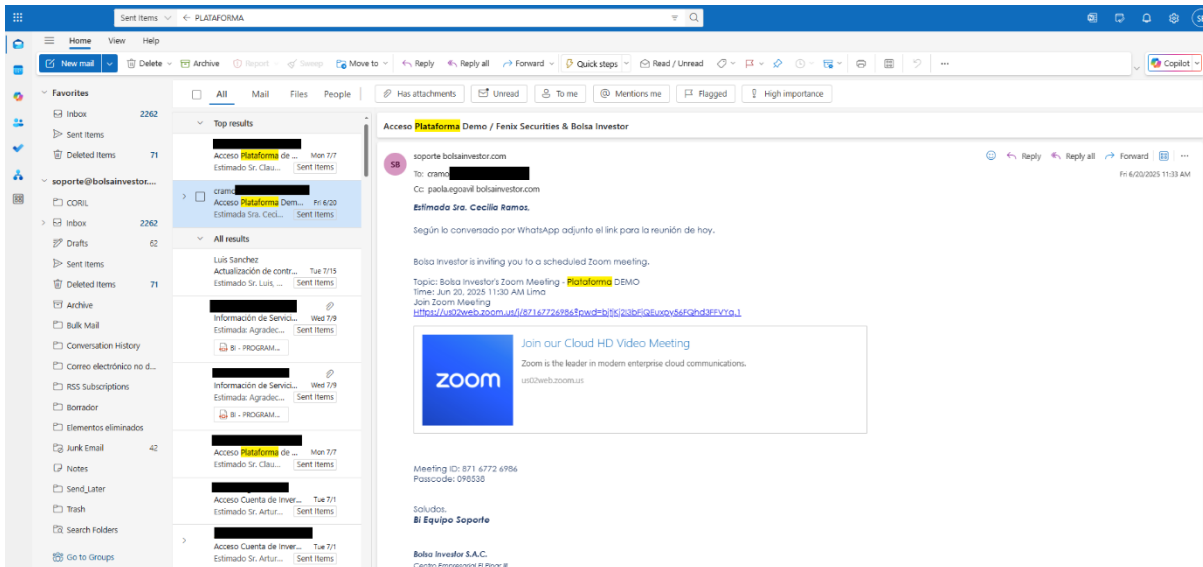 Sent items
PLATAFORMA
Home View Help
New mail Delete Archive Report Sweep Move to Reply Reply all Forward Quick steps Read / Unread ... Copilot
Favorites
Inbox 2262
Sent Items
Deleted Items 71
soporte@bolsainvestor....
CORIL
Inbox 2262
Drafts 62
Sent Items
Deleted Items 71
Archive
Bulk Mail
Conversation History
Correo electrónico no d...
RSS Subscriptions
Borrador
Elementos eliminados
Junk Email 42
Notes
Send_Later
Trash
Search Folders
Go to Groups
All Mail Files People Has attachments Unread To me Mentions me Flagged High importance
Top results
Acceso Plataforma de ... Mon 7/7
Estimado Sr. Clau... Sent Items
cramo
Acceso Plataforma Dem... Fri 6/20
Estimada Sra. Ceci... Sent Items
All results
Luis Sanchez
Actualización de contr... Tue 7/15
Estimado Sr. Luis, ... Sent Items
Información de Servici... Wed 7/9
Estimada: Agradec... Sent Items
BI - PROGRAM...
Información de Servici... Wed 7/9
Estimada: Agradec... Sent Items
BI - PROGRAM...
Acceso Plataforma de ... Mon 7/7
Estimado Sr. Clau... Sent Items
Acceso Cuenta de Inver... Tue 7/1
Estimado Sr. Artur... Sent Items
Acceso Cuenta de Inver... Tue 7/1
Estimado Sr. Artur... Sent Items
Acceso Plataforma Demo / Fenix Securities & Bolsa Investor
SB
soporte bolsainvestor.com
Reply Reply all Forward ...
To: cramo
Fri 6/20/2025 11:33 AM
Cc: paola.egoavil bolsainvestor.com
Estimada Sra. Cecilia Ramos,
Según lo conversado por WhatsApp adjunto el link para la reunión de hoy.
Bolsa Investor is inviting you to a scheduled Zoom meeting.
Topic: Bolsa Investor's Zoom Meeting - Plataforma DEMO
Time: Jun 20, 2025 11:30 AM Lima
Join Zoom Meeting
zoom
Join our Cloud HD Video Meeting
Zoom is the leader in modern enterprise cloud communications.
us02web.zoom.us
Meeting ID: 871 6772 6986
Passcode: 098538
Saludos,
BI Equipo Soporte
Bolsa Investor S.A.C.
Centro Empresarial El Pinar III